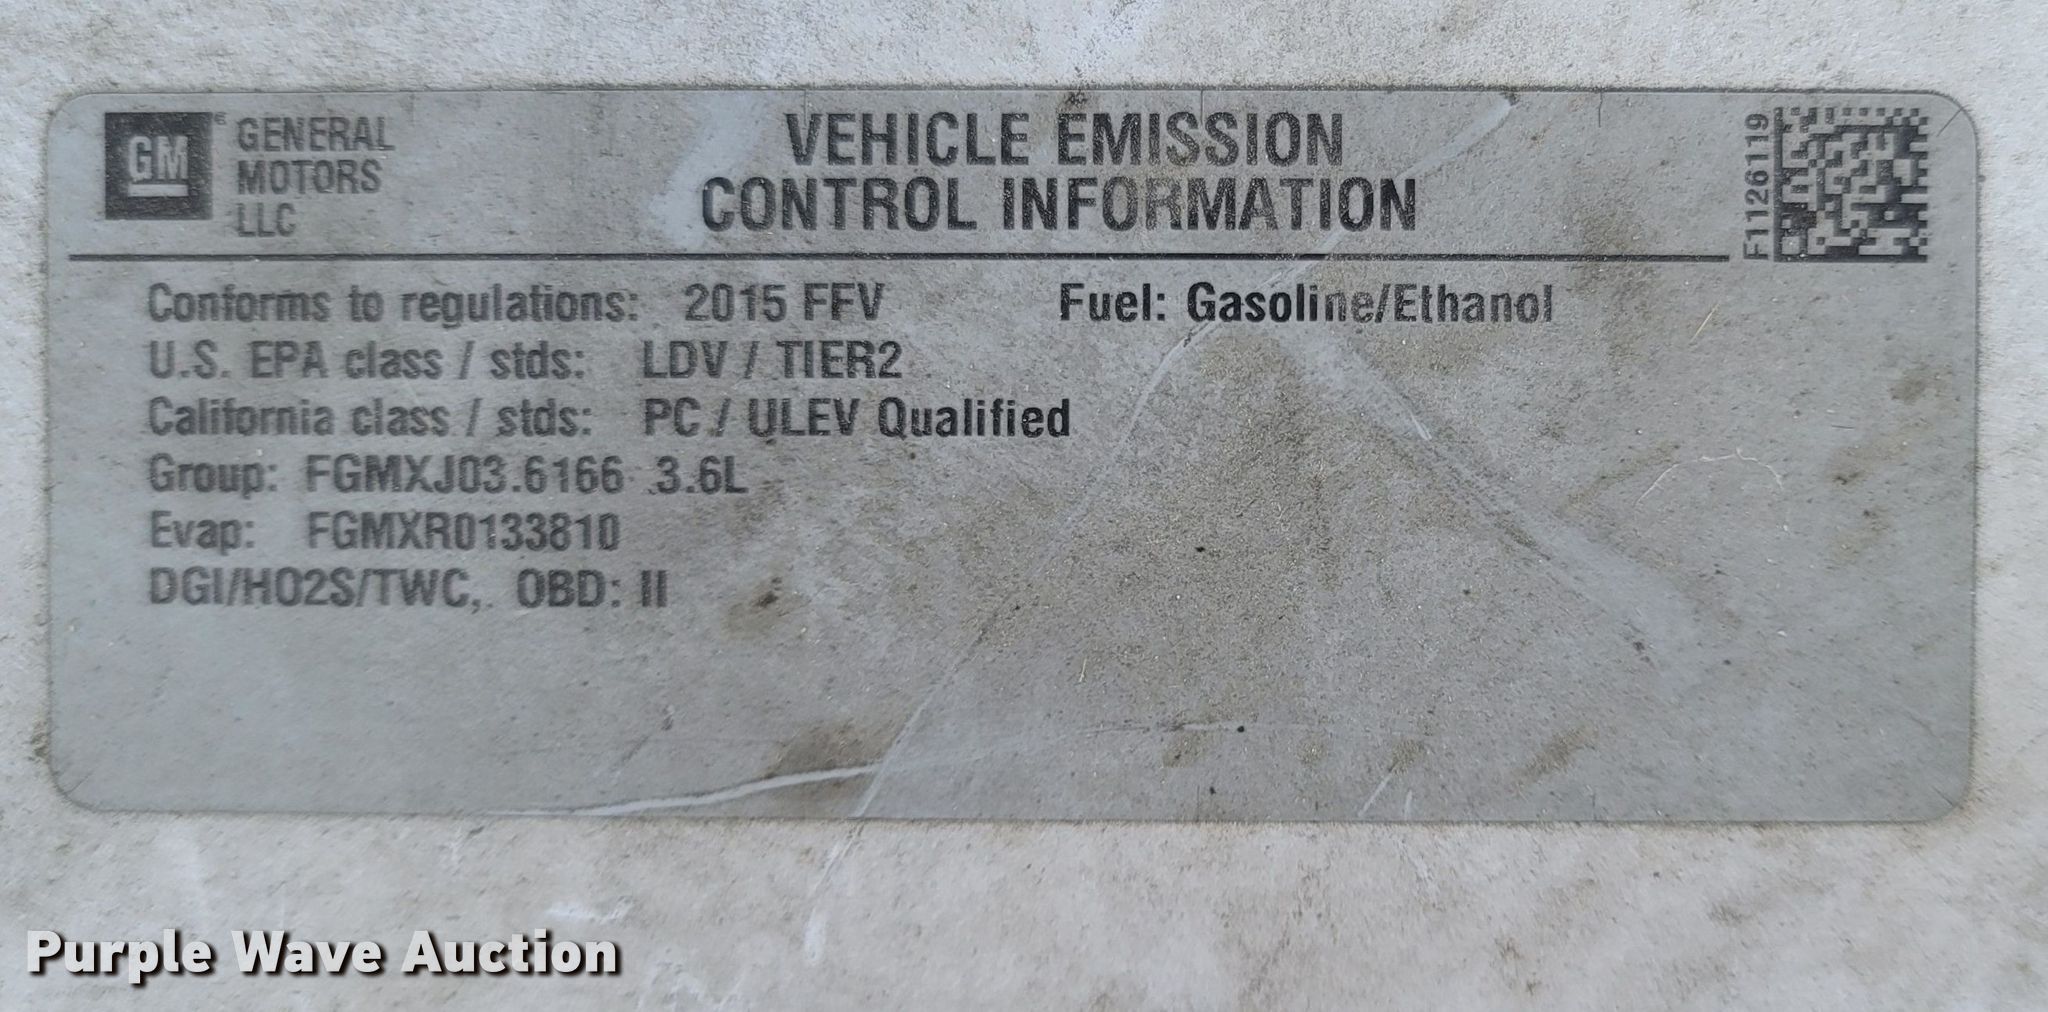 GM
GENERAL
MOTORS
LLC
VEHICLE EMISSION
CONTROL INFORMATION
F1126119
Conforms to regulations: 2015 FFV Fuel: Gasoline/Ethanol
U.S. EPA class / stds: LDV / TIER2
California class / stds: PC / ULEV Qualified
Group: FGMXJ03.6166 3.6L
Evap: FGMXR0133810
DGI/HO2S/TWC, OBD: II
Purple Wave Auction